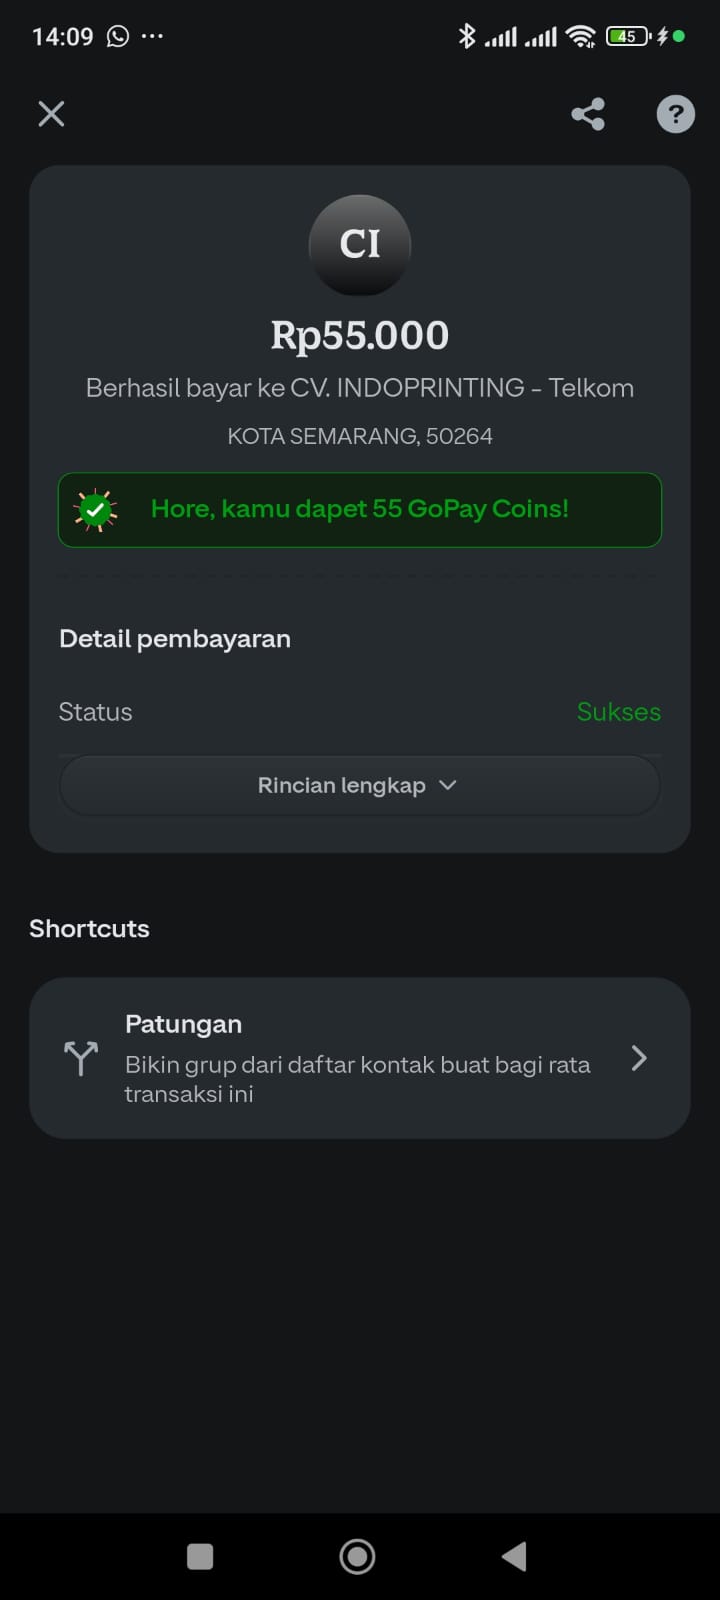 14:09
45
?
CI
Rp55.000
Berhasil bayar ke CV. INDOPRINTING - Telkom
KOTA SEMARANG, 50264
Hore, kamu dapet 55 GoPay Coins!
Detail pembayaran
Status Sukses
Rincian lengkap
Shortcuts
Patungan
Bikin grup dari daftar kontak buat bagi rata
transaksi ini